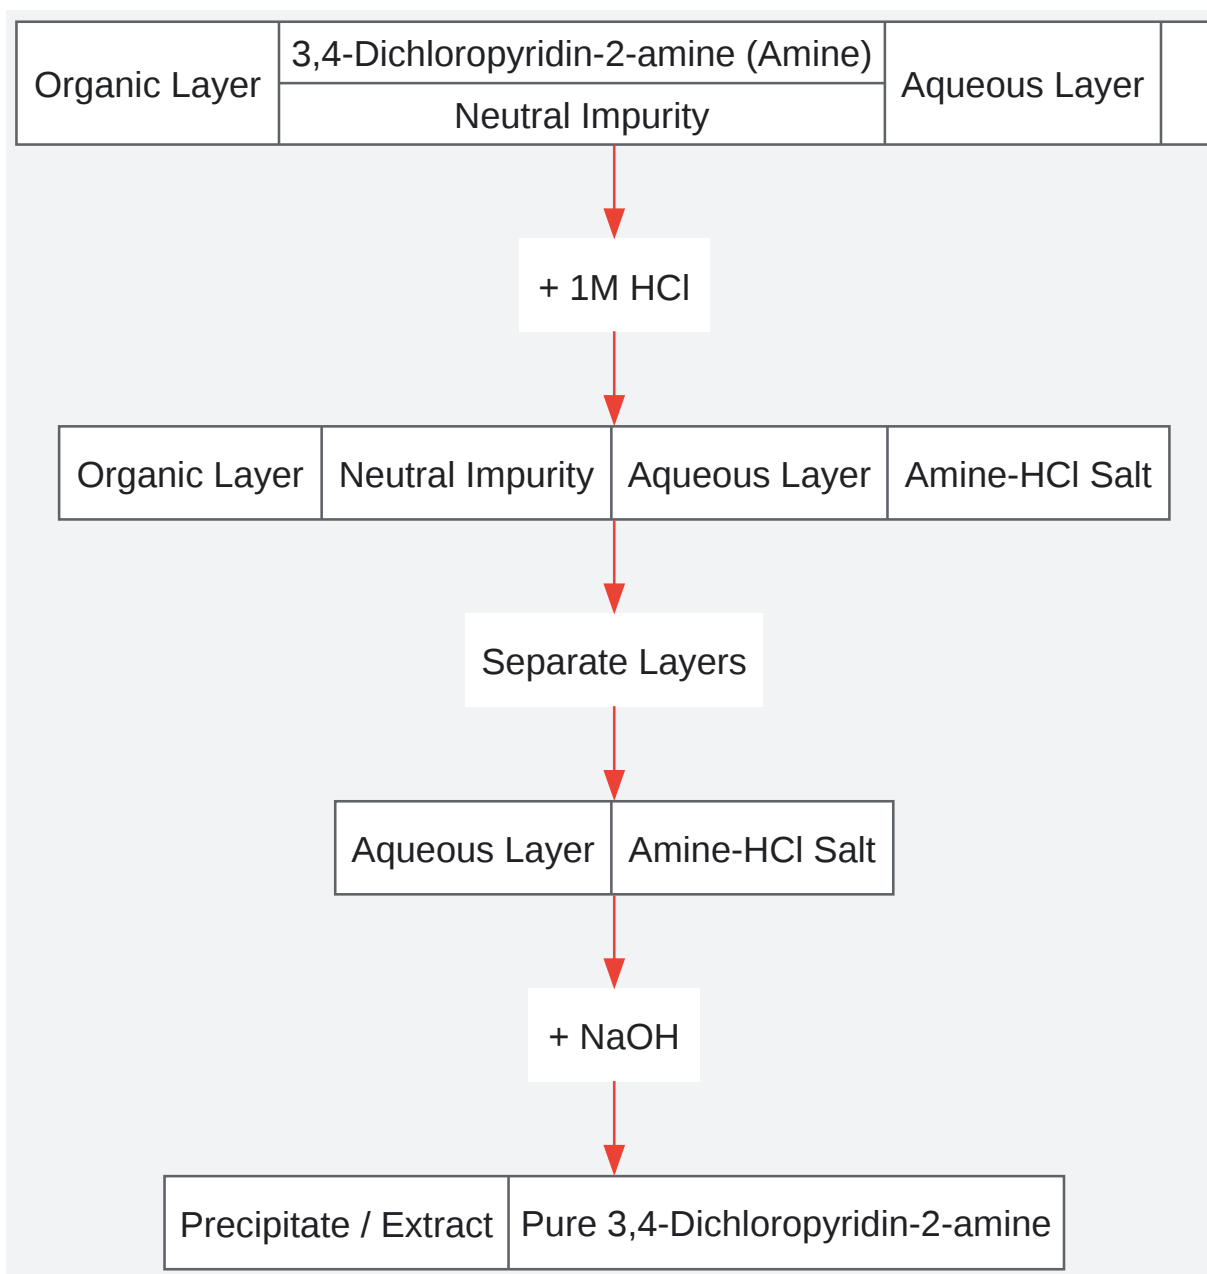 Organic Layer
3,4-Dichloropyridin-2-amine (Amine)
Neutral Impurity
Aqueous Layer
+ 1M HCl
Organic Layer
Neutral Impurity
Aqueous Layer
Amine-HCl Salt
Separate Layers
Aqueous Layer
Amine-HCl Salt
+ NaOH
Precipitate / Extract
Pure 3,4-Dichloropyridin-2-amine